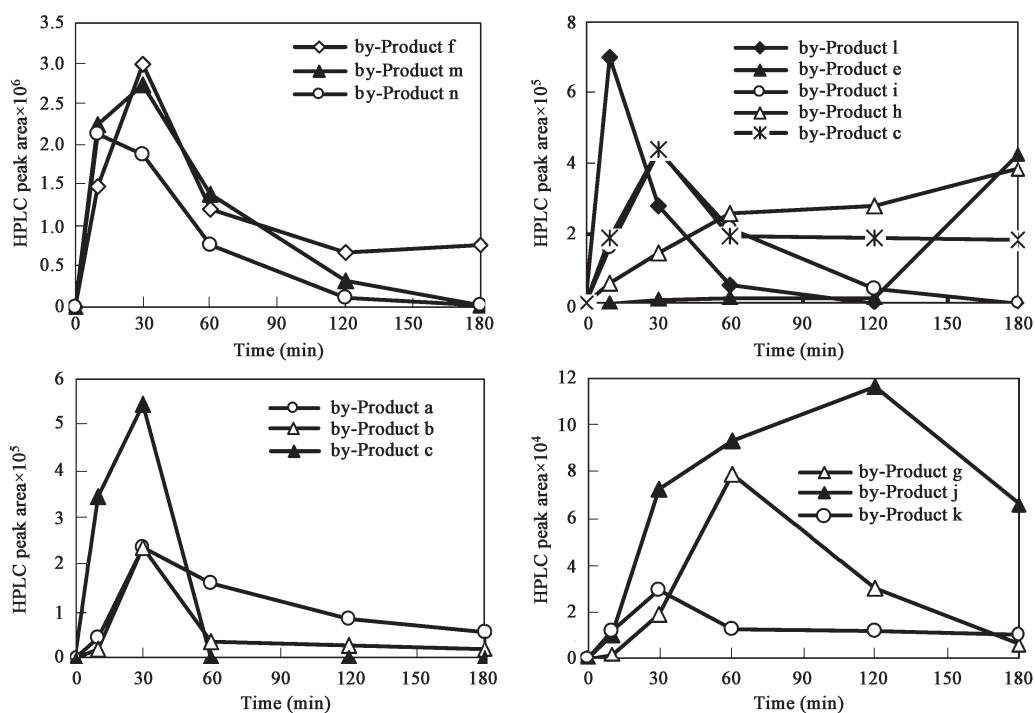 3.5
3.0
2.5
2.0
1.5
1.0
0.5
0
0 30 60 90 120 150 180
Time (min)
HPLC peak area×10⁶
by-Product f
by-Product m
by-Product n
8
6
4
2
0
0 30 60 90 120 150 180
Time (min)
HPLC peak area×10⁵
by-Product l
by-Product e
by-Product i
by-Product h
by-Product c
6
5
4
3
2
1
0
0 30 60 90 120 150 180
Time (min)
HPLC peak area×10⁵
by-Product a
by-Product b
by-Product c
12
10
8
6
4
2
0
0 30 60 90 120 150 180
Time (min)
HPLC peak area×10⁴
by-Product g
by-Product j
by-Product k